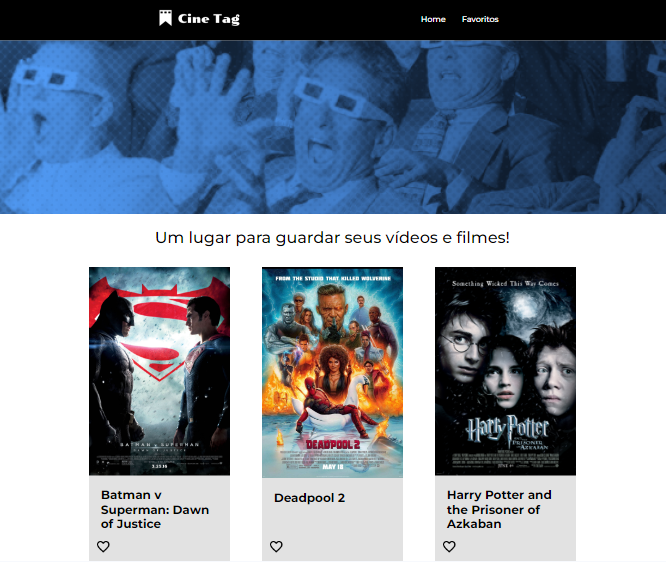 Cine Tag
Home
Favoritos
Um lugar para guardar seus vídeos e filmes!
BATMAN V SUPERMAN
DAWN OF JUSTICE
3.25.16
FROM THE STUDIO THAT KILLED WOLVERINE
DEADPOOL 2
MAY 18
Something Wicked This Way Comes
Harry Potter
AND THE
PRISONER OF
AZKABAN
Batman v
Superman: Dawn
of Justice
Deadpool 2
Harry Potter and
the Prisoner of
Azkaban